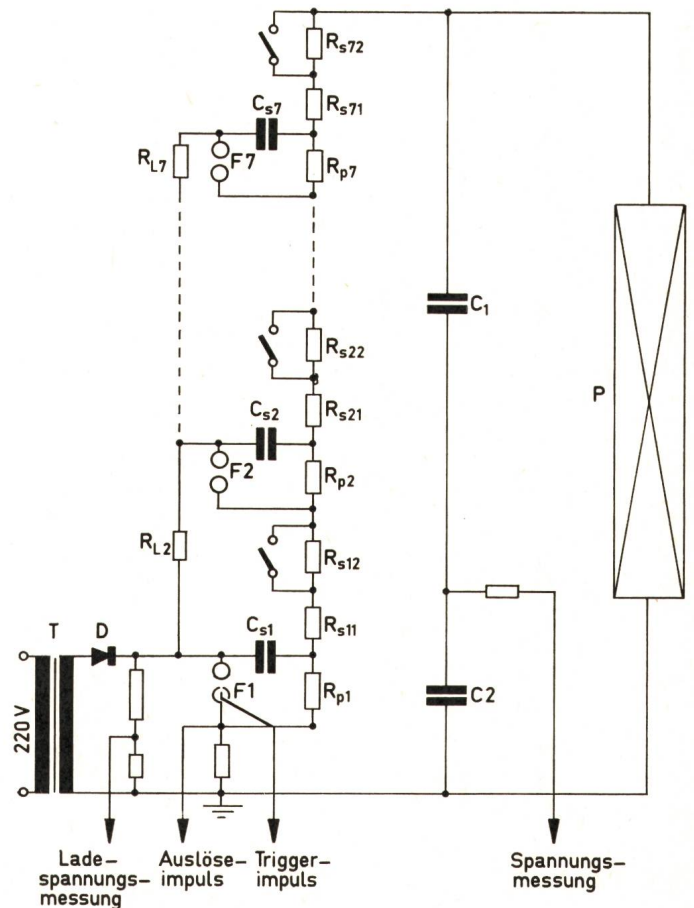 Rs72
Rs71
Cs7
RL7
F7
Rp7
Rs22
C1
Rs21
P
Cs2
F2
Rp2
RL2
Rs12
Rs11
T
D
Cs1
F1
Rp1
C2
220 V
Lade-
spannungs-
messung
Auslöse-
impuls
Trigger-
impuls
Spannungs-
messung